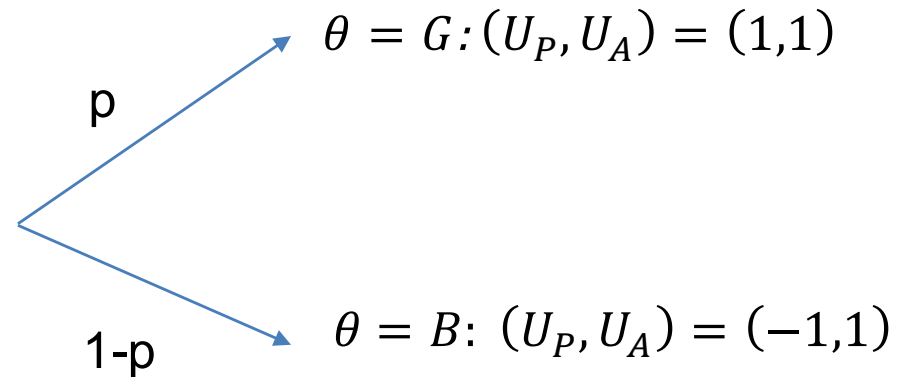 θ = G: (U_P, U_A) = (1,1)
p
1-p
θ = B: (U_P, U_A) = (−1,1)